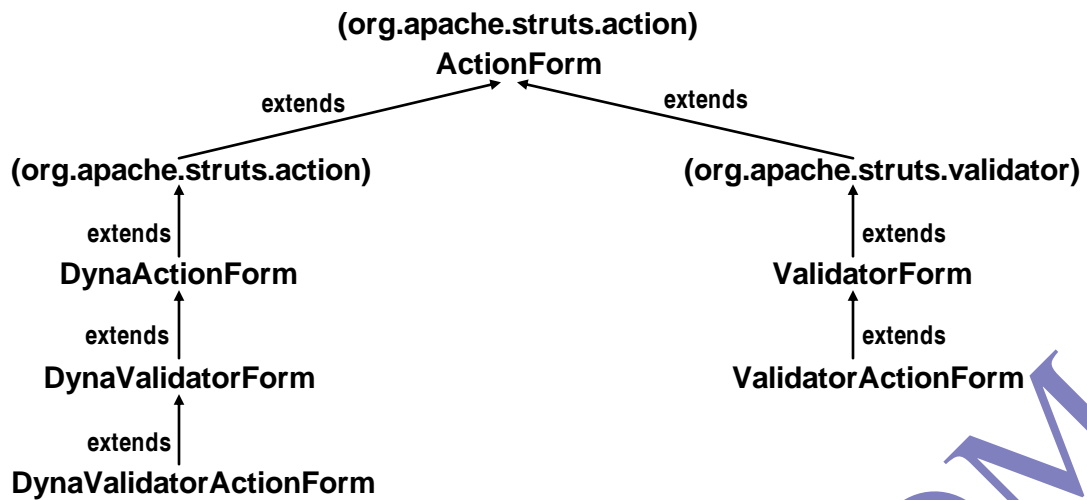 (org.apache.struts.action)
ActionForm
extends
extends
(org.apache.struts.action)
(org.apache.struts.validator)
extends
extends
DynaActionForm
ValidatorForm
extends
extends
DynaValidatorForm
ValidatorActionForm
extends
DynaValidatorActionForm